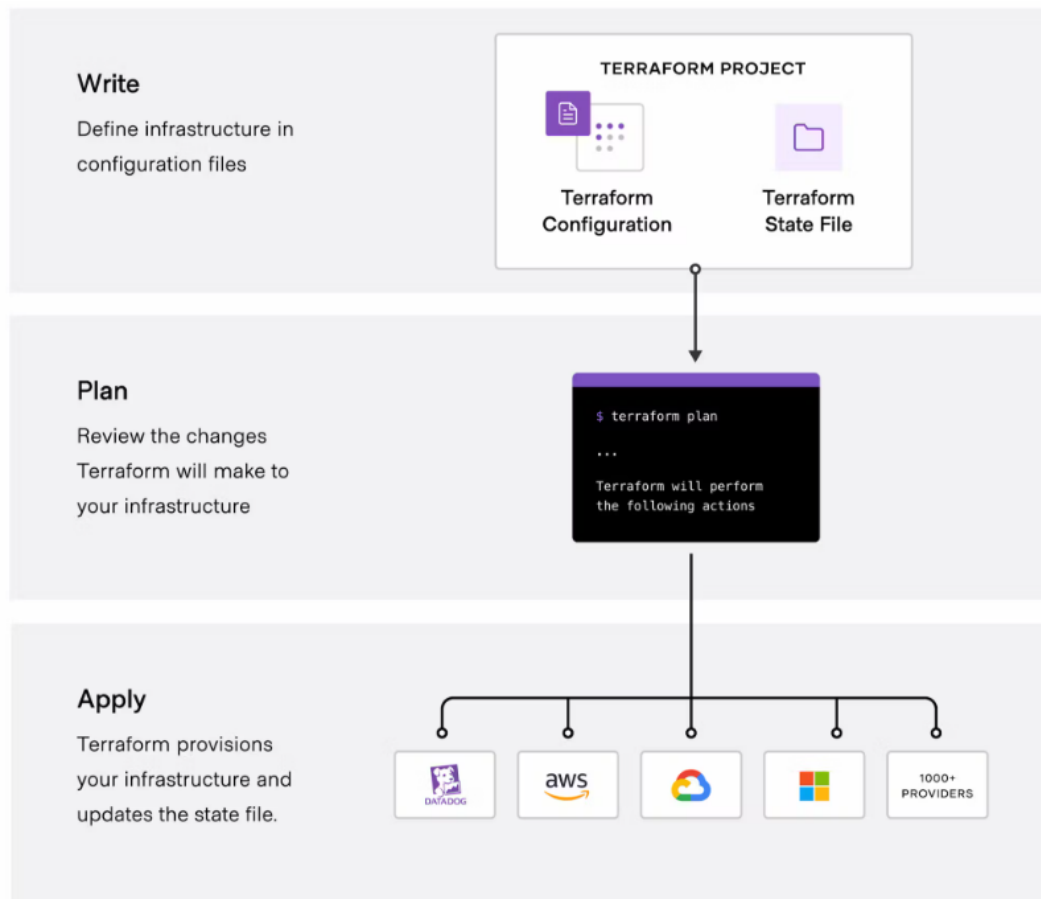 Write
Define infrastructure in
configuration files
TERRAFORM PROJECT
Terraform
Configuration
Terraform
State File
Plan
Review the changes
Terraform will make to
your infrastructure
$ terraform plan
...
Terraform will perform
the following actions
Apply
Terraform provisions
your infrastructure and
updates the state file.
DATADOG
aws
1000+
PROVIDERS